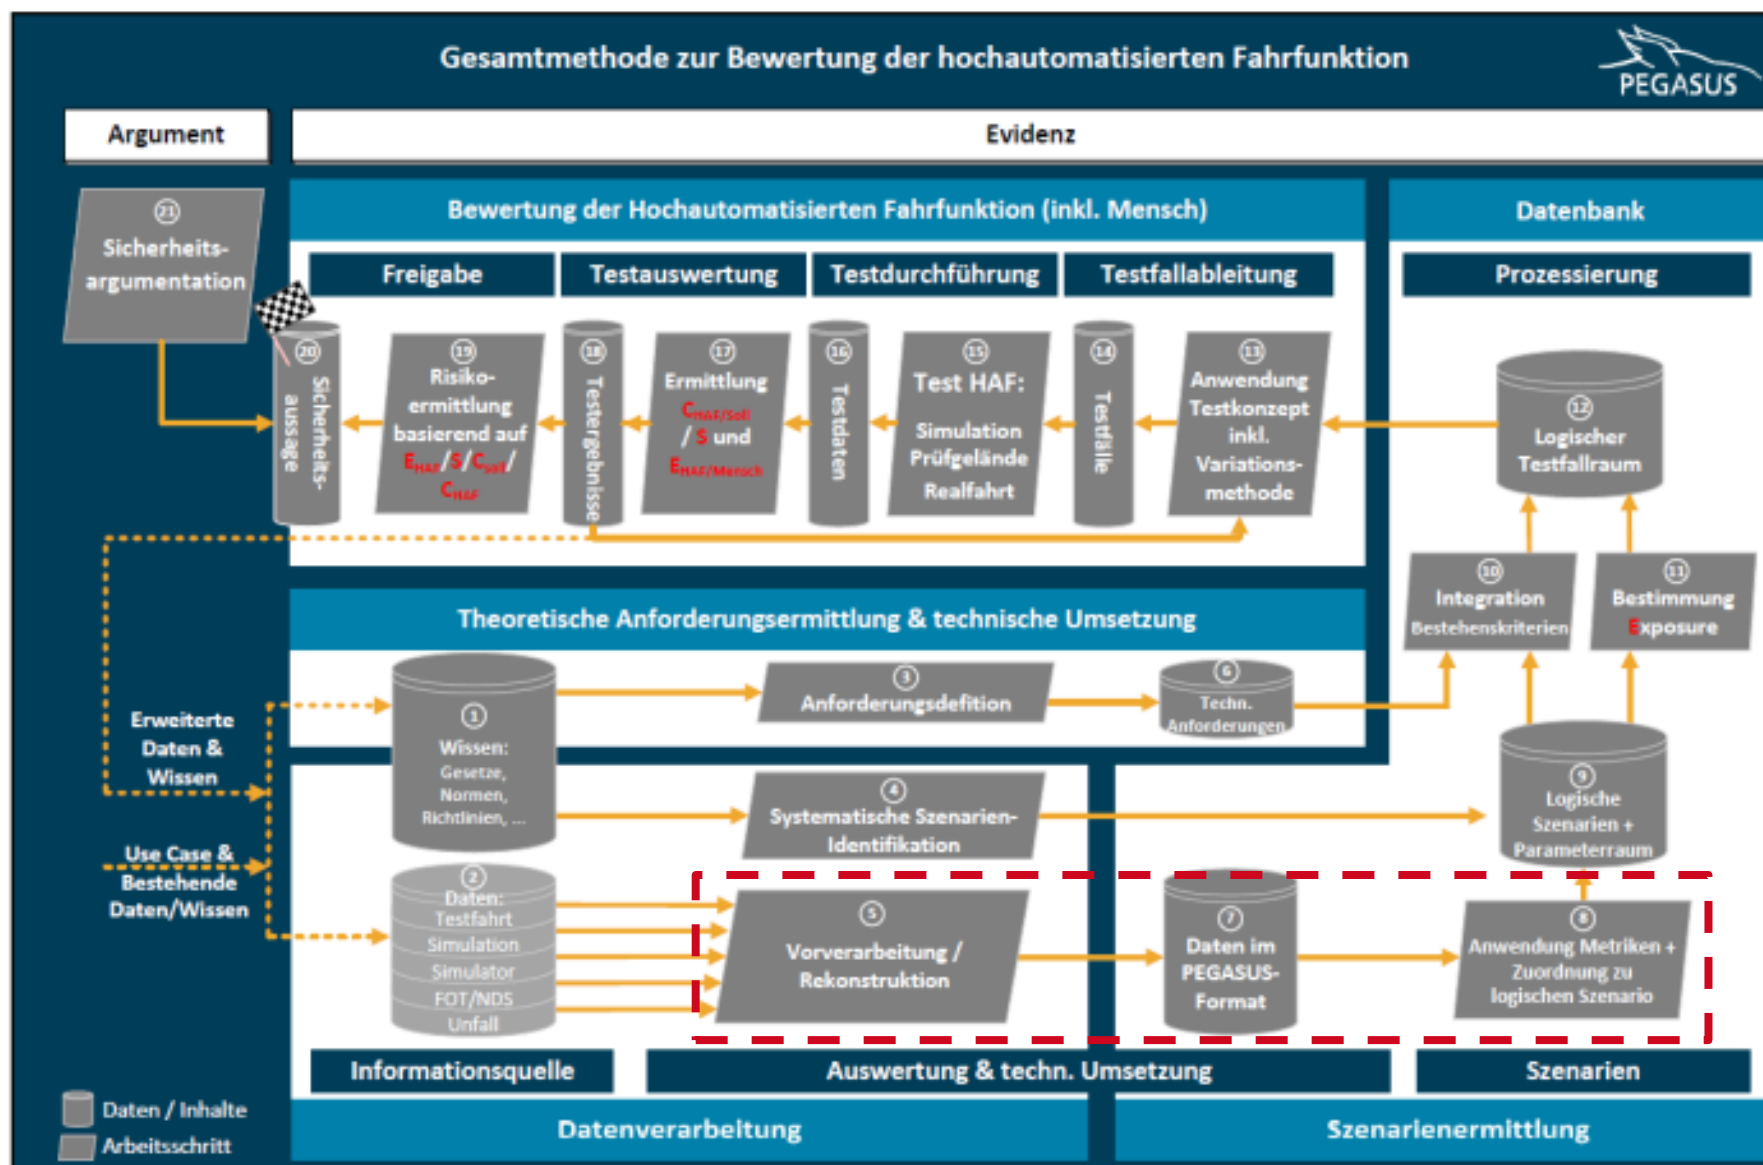 Gesamtmethode zur Bewertung der hochautomatisierten Fahrfunktion
PEGASUS
Argument
Evidenz
21
Sicherheits-
argumentation
Bewertung der Hochautomatisierten Fahrfunktion (inkl. Mensch)
Datenbank
Freigabe
Testauswertung
Testdurchführung
Testfallableitung
Prozessierung
20
Sicherheits-
aussage
19
Risiko-
ermittlung
basierend auf
E_HAF/S/C_soll/
C_HAF
18
Testergebnisse
17
Ermittlung
C_HAF/Soll
/ S und
E_HAF/Mensch
16
Testdaten
15
Test HAF:
Simulation
Prüfgelände
Realfahrt
14
Testfälle
13
Anwendung
Testkonzept
inkl.
Variations-
methode
12
Logischer
Testfallraum
10
Integration
Bestehenskriterien
11
Bestimmung
Exposure
Theoretische Anforderungsermittlung & technische Umsetzung
1
Wissen:
Gesetze,
Normen,
Richtlinien, ...
3
Anforderungsdefition
6
Techn.
Anforderungen
Erweiterte
Daten &
Wissen
4
Systematische Szenarien-
Identifikation
9
Logische
Szenarien +
Parameterraum
Use Case &
Bestehende
Daten/Wissen
2
Daten:
Testfahrt
Simulation
Simulator
FOT/NDS
Unfall
5
Vorverarbeitung /
Rekonstruktion
7
Daten im
PEGASUS-
Format
8
Anwendung Metriken +
Zuordnung zu
logischen Szenario
Informationsquelle
Auswertung & techn. Umsetzung
Szenarien
Daten / Inhalte
Arbeitsschritt
Datenverarbeitung
Szenarienermittlung